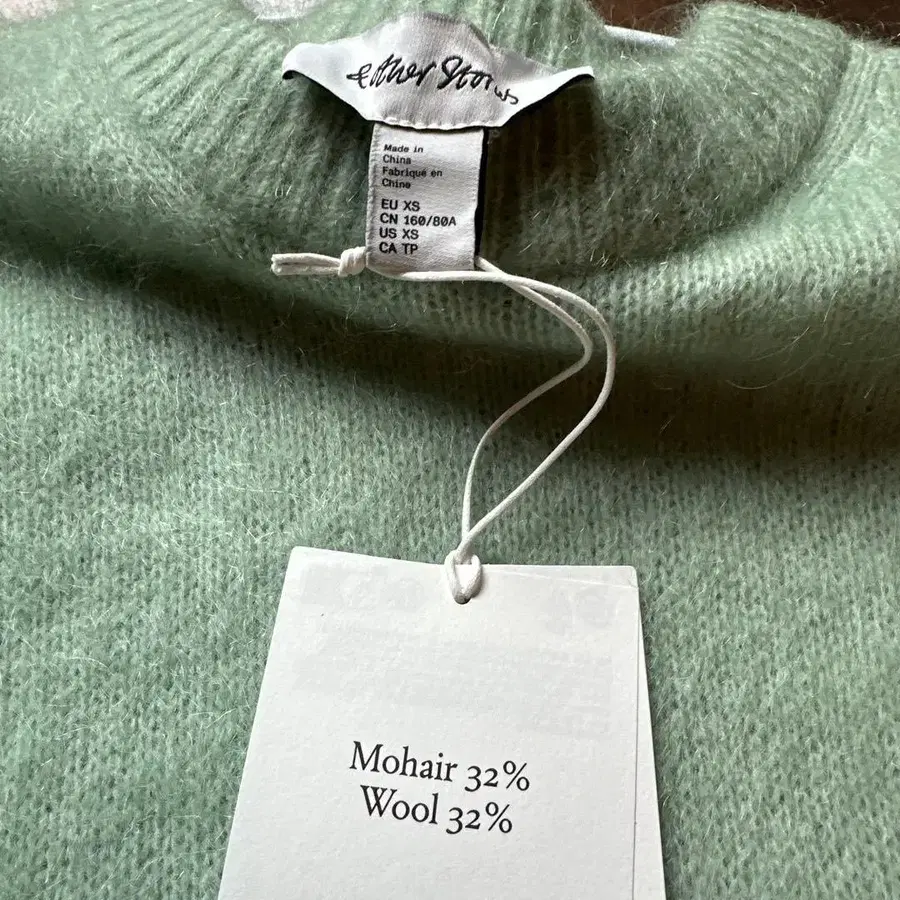 & Other Stories
Made in
China
Fabriqué en
Chine
EU XS
CN 160/80A
US XS
CA TP
Mohair 32%
Wool 32%